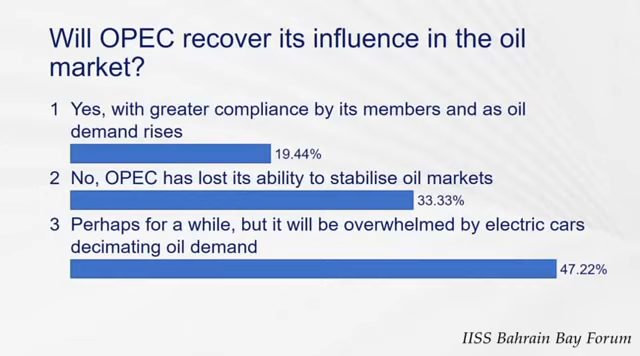 Will OPEC recover its influence in the oil
market?
1 Yes, with greater compliance by its members and as oil
demand rises
19.44%
2 No, OPEC has lost its ability to stabilise oil markets
33.33%
3 Perhaps for a while, but it will be overwhelmed by electric cars
decimating oil demand
47.22%
IISS Bahrain Bay Forum